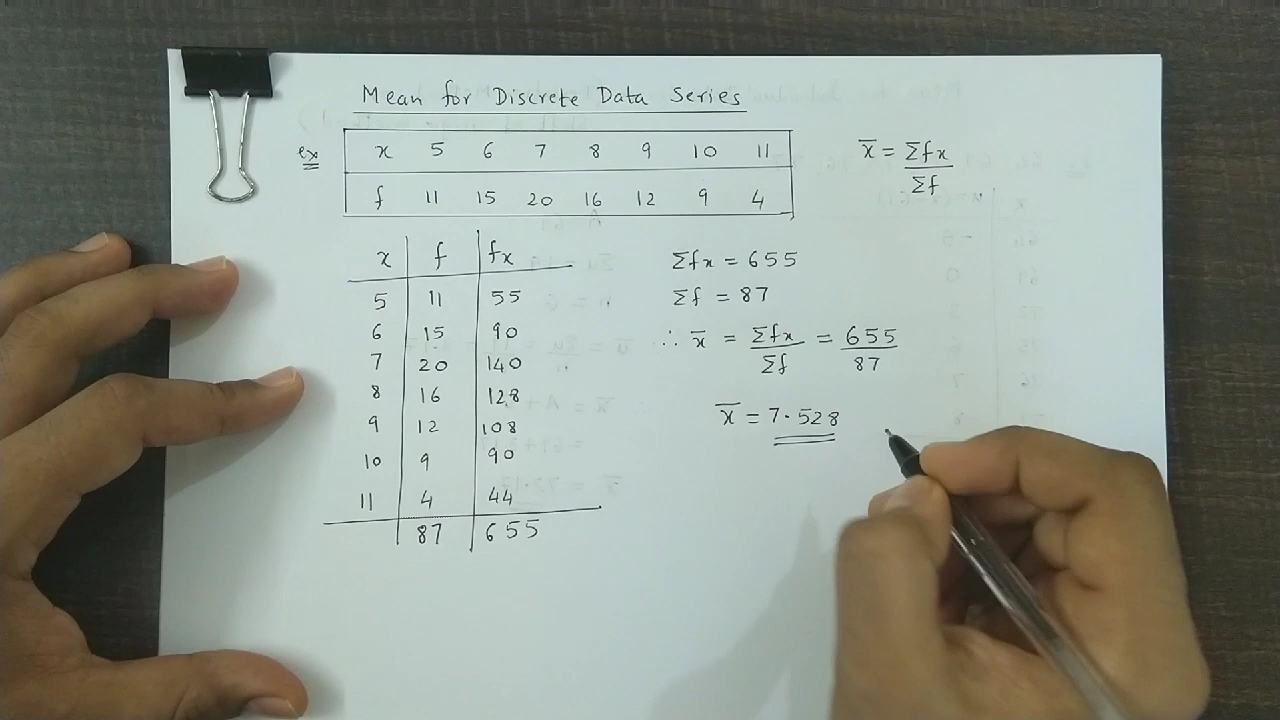 Mean for Discrete Data Series
ex
x 5 6 7 8 9 10 11
f 11 15 20 16 12 9 4
x̄ = Σfx / Σf
x f fx
5 11 55
6 15 90
7 20 140
8 16 128
9 12 108
10 9 90
11 4 44
87 655
Σfx = 655
Σf = 87
∴ x̄ = Σfx / Σf = 655 / 87
x̄ = 7.528